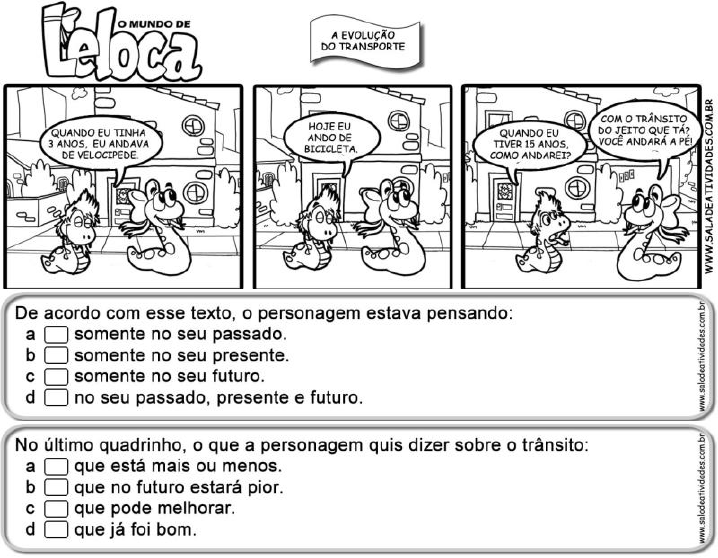 O MUNDO DE
Leloca
A EVOLUÇÃO
DO TRANSPORTE
QUANDO EU TINHA
3 ANOS, EU ANDAVA
DE VELOCÍPEDE.
HOJE EU
ANDO DE
BICICLETA.
QUANDO EU
TIVER 15 ANOS,
COMO ANDAREI?
COM O TRÂNSITO
DO JEITO QUE TÁ?
VOCÊ ANDARÁ A PÉ!
WWW.SALADEATIVIDADES.COM.BR
De acordo com esse texto, o personagem estava pensando:
a somente no seu passado.
b somente no seu presente.
c somente no seu futuro.
d no seu passado, presente e futuro.
www.saladeatividedes.com.br
No último quadrinho, o que a personagem quis dizer sobre o trânsito:
a que está mais ou menos.
b que no futuro estará pior.
c que pode melhorar.
d que já foi bom.
www.saladeatividedes.com.br